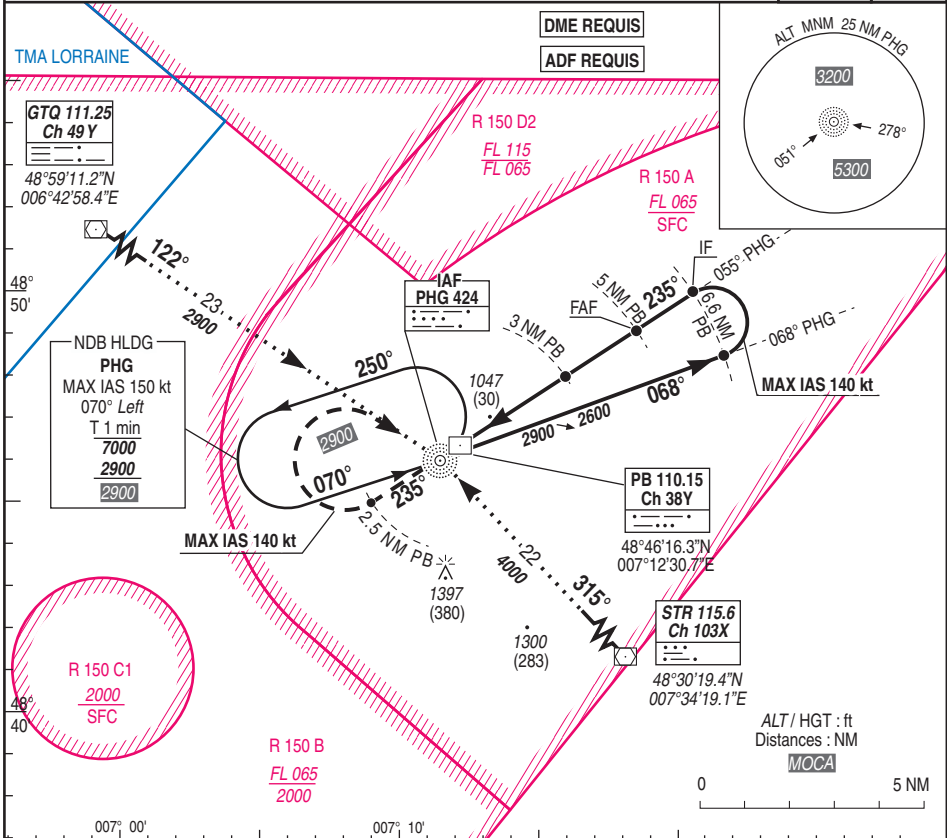 DME REQUIS
ADF REQUIS
ALT MNM 25 NM PHG
3200
278°
051°
5300
TMA LORRAINE
GTQ 111.25
Ch 49 Y
48°59'11.2"N
006°42'58.4"E
R 150 D2
FL 115
FL 065
R 150 A
FL 065
SFC
122°
23
2900
48°
50'
IAF
PHG 424
IF
055° PHG
5 NM PB
235°
FAF
6.6 NM
PB
3 NM PB
068° PHG
NDB HLDG
PHG
MAX IAS 150 kt
070° Left
T 1 min
7000
2900
2900
250°
1047
(30)
068°
MAX IAS 140 kt
2900
2600
2900
070°
235°
2.5 NM PB
MAX IAS 140 kt
PB 110.15
Ch 38Y
48°46'16.3"N
007°12'30.7"E
22
4000
315°
1397
(380)
1300
(283)
STR 115.6
Ch 103X
48°30'19.4"N
007°34'19.1"E
R 150 C1
2000
SFC
48°
40'
R 150 B
FL 065
2000
ALT / HGT : ft
Distances : NM
MOCA
0
5 NM
007° 00'
007° 10'